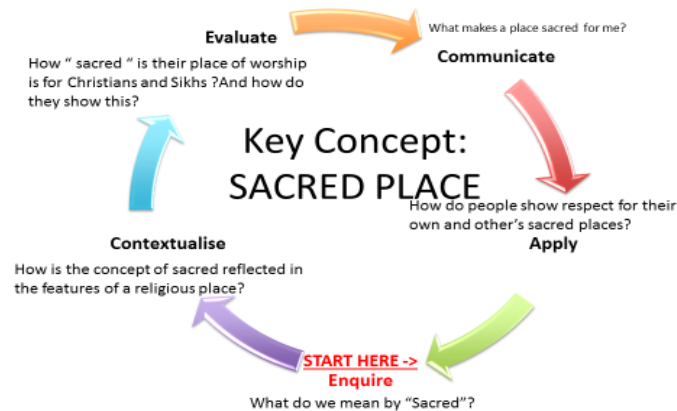 Evaluate
How “ sacred “ is their place of worship
is for Christians and Sikhs ?And how do
they show this?
What makes a place sacred for me?
Communicate
Key Concept:
SACRED PLACE
How do people show respect for their
own and other’s sacred places?
Apply
Contextualise
How is the concept of sacred reflected in
the features of a religious place?
START HERE ->
Enquire
What do we mean by “Sacred”?